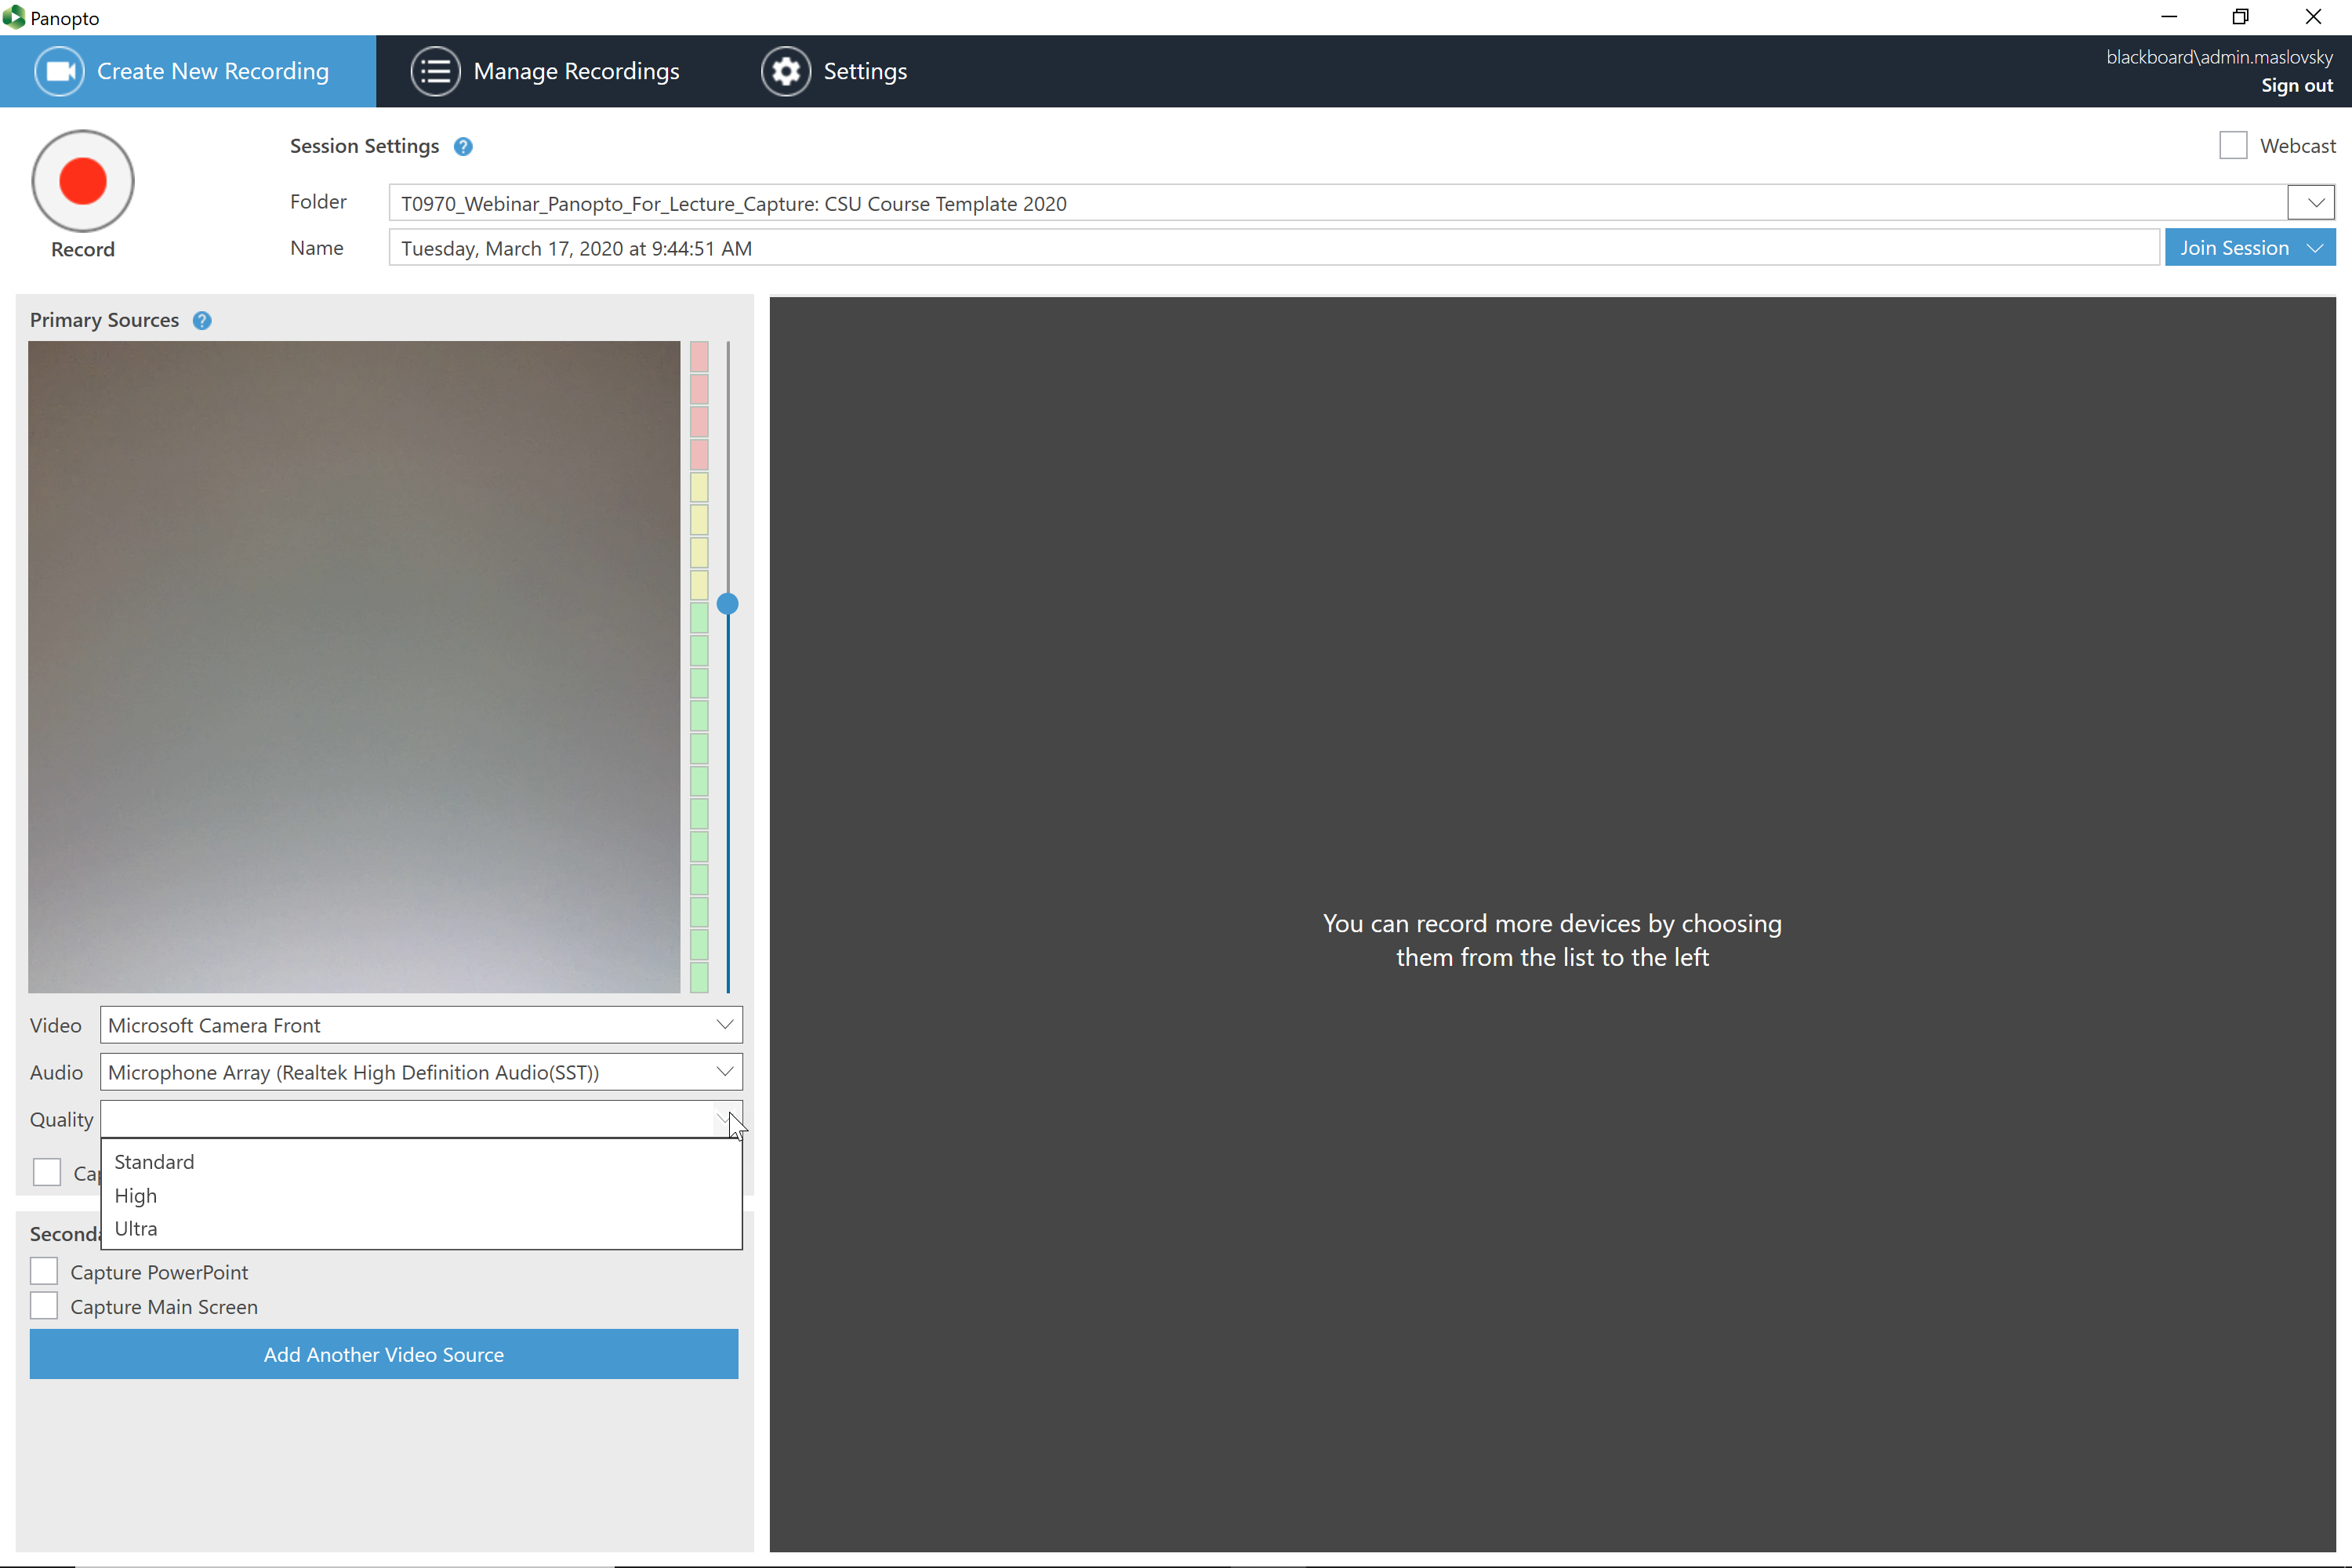 Panopto
Create New Recording
Manage Recordings
Settings
blackboard\admin.maslovsky
Sign out
Record
Session Settings ?
Webcast
Folder
T0970_Webinar_Panopto_For_Lecture_Capture: CSU Course Template 2020
Name
Tuesday, March 17, 2020 at 9:44:51 AM
Join Session
Primary Sources ?
You can record more devices by choosing
them from the list to the left
Video
Microsoft Camera Front
Audio
Microphone Array (Realtek High Definition Audio(SST))
Quality
Standard
High
Ultra
Capture PowerPoint
Capture Main Screen
Add Another Video Source